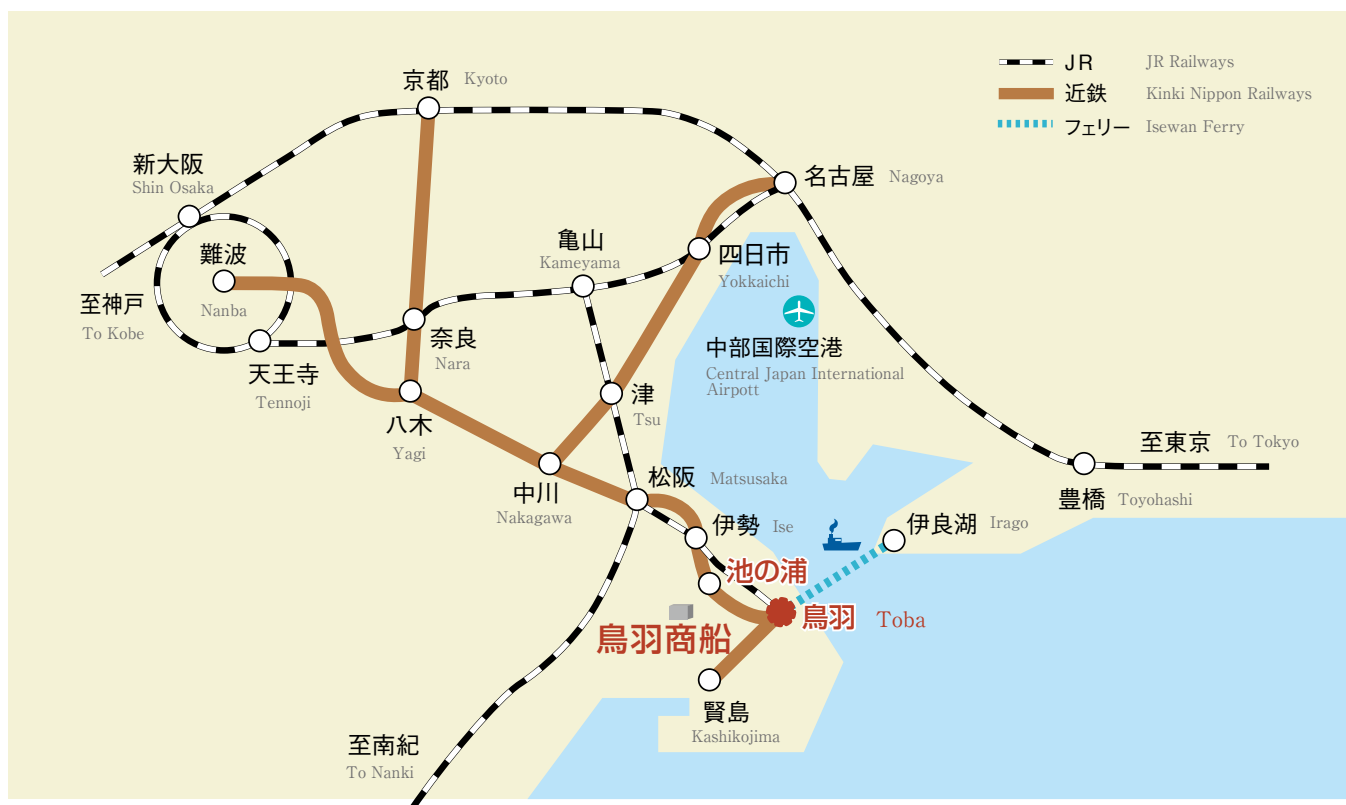 JR JR Railways
近鉄 Kinki Nippon Railways
フェリー Isewan Ferry
京都 Kyoto
新大阪
Shin Osaka
名古屋 Nagoya
難波
Nanba
亀山
Kameyama
四日市
Yokkaichi
至神戸
To Kobe
奈良
Nara
中部国際空港
Central Japan International
Airpott
天王寺
Tennoji
津
Tsu
八木
Yagi
至東京 To Tokyo
中川
Nakagawa
松阪 Matsusaka
豊橋 Toyohashi
伊勢 Ise
伊良湖 Irago
池の浦
鳥羽 Toba
鳥羽商船
賢島
Kashikojima
至南紀
To Nanki